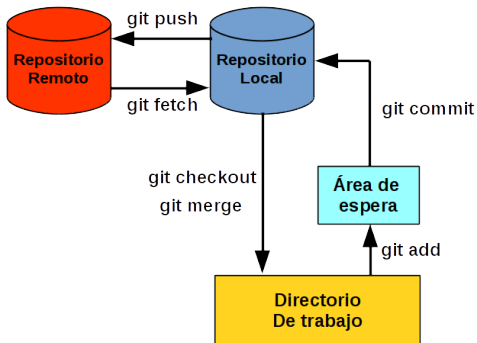 git push
Repositorio
Remoto
Repositorio
Local
git fetch
git commit
git checkout
git merge
Área de
espera
git add
Directorio
De trabajo